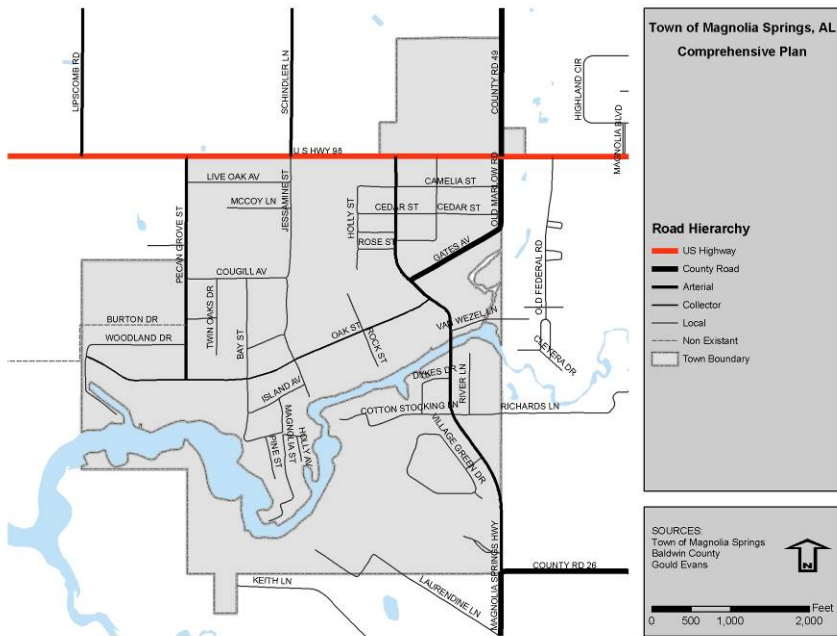 LIPSCOMB RD
SCHINDLER LN
COUNTY RD 49
HIGHLAND CIR
MAGNOLIA BLVD
U S HWY 98
LIVE OAK AV
MCCOY LN
JESSAMINE ST
PECAN GROVE ST
HOLLY ST
CAMELIA ST
CEDAR ST
CEDAR ST
OLD MARLOW RD
ROSE ST
GATES AV
OLD FEDERAL RD
COUGILL AV
TWIN OAKS DR
BAY ST
BURTON DR
WOODLAND DR
OAK ST
ROCK ST
VAN WEZEL LN
CLEYERA DR
DYKES DR
RIVER LN
ISLAND AV
COTTON STOCKING LN
RICHARDS LN
MAGNOLIA ST
HOLLY AV
PINE ST
VILLAGE GREEN DR
MAGNOLIA SPRINGS HWY
COUNTY RD 26
KEITH LN
LAURENDINE LN
Town of Magnolia Springs, AL
Comprehensive Plan
Road Hierarchy
US Highway
County Road
Arterial
Collector
Local
Non Existant
Town Boundary
SOURCES:
Town of Magnolia Springs
Baldwin County
Gould Evans
N
Feet
0 500 1,000 2,000